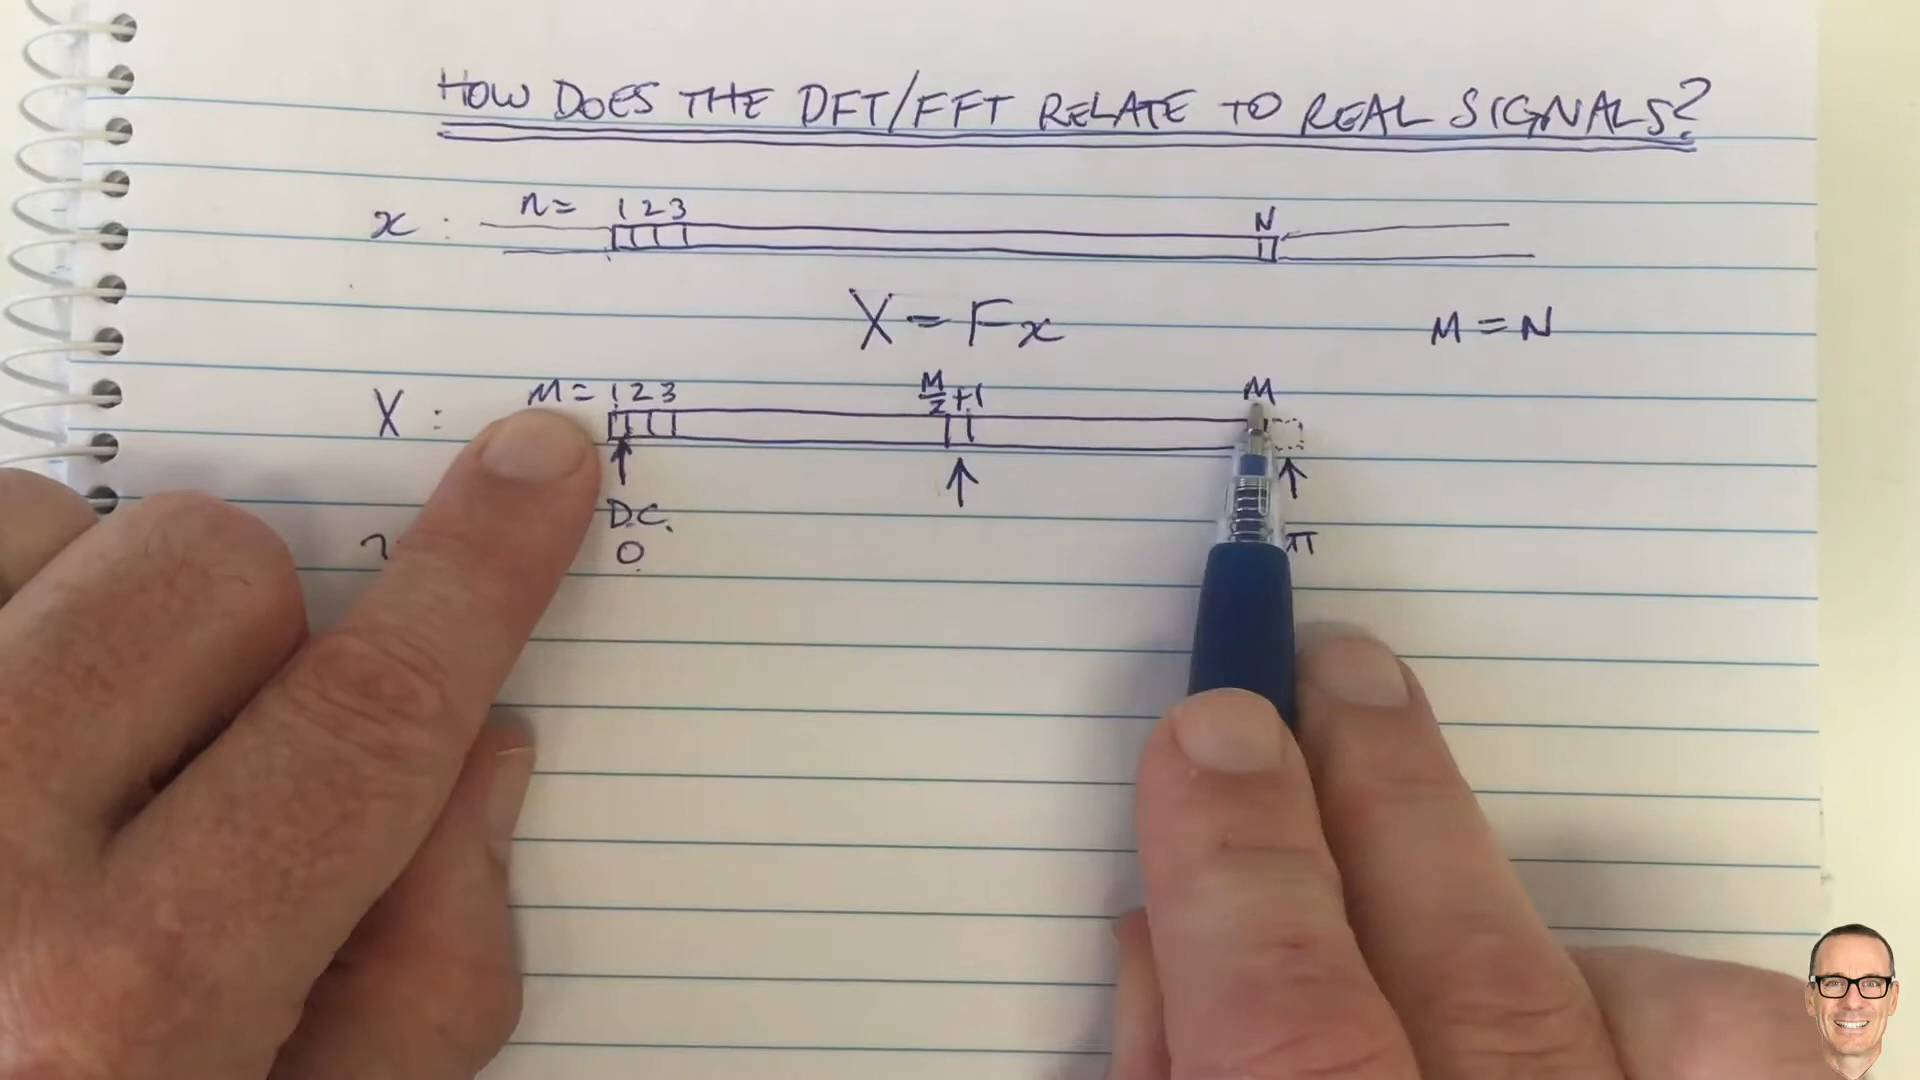 HOW DOES THE DFT/FFT RELATE TO REAL SIGNALS?
x : n = 1 2 3 N
X = Fx M = N
X : m = 1 2 3 M/2 +1 M
D.C.
0 π